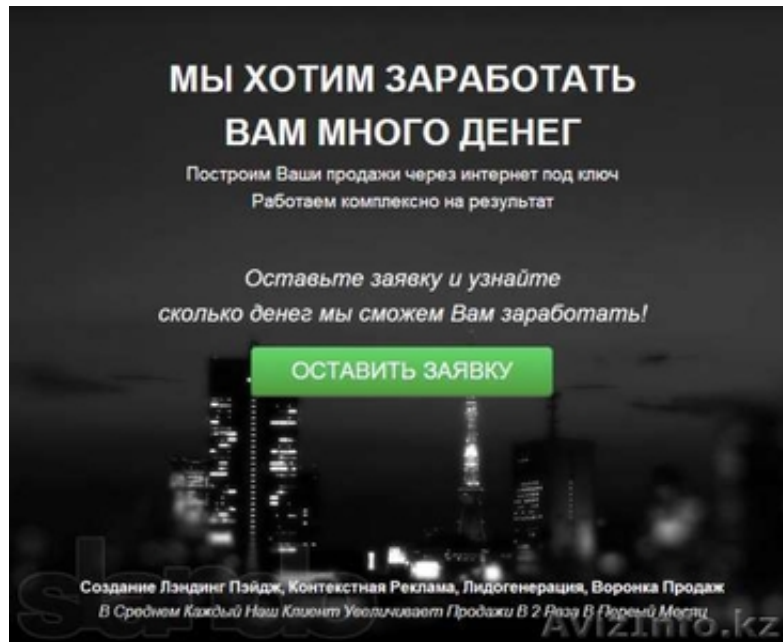 МЫ ХОТИМ ЗАРАБОТАТЬ
ВАМ МНОГО ДЕНЕГ
Построим Ваши продажи через интернет под ключ
Работаем комплексно на результат
Оставьте заявку и узнайте
сколько денег мы сможем Вам заработать!
ОСТАВИТЬ ЗАЯВКУ
Создание Лэндинг Пэйдж, Контекстная Реклама, Лидогенерация, Воронка Продаж
В Среднем Каждый Наш Клиент Увеличивает Продажи В 2 Раза В Первый Месяц
AvizInfo.kz